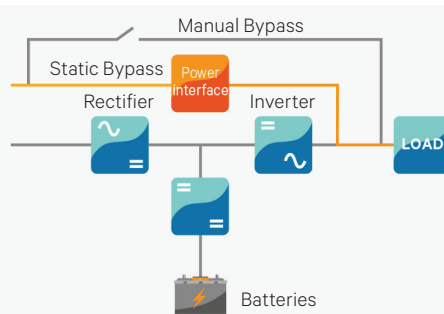 Manual Bypass
Static Bypass
Power
interface
Rectifier
Inverter
LOAD
Batteries